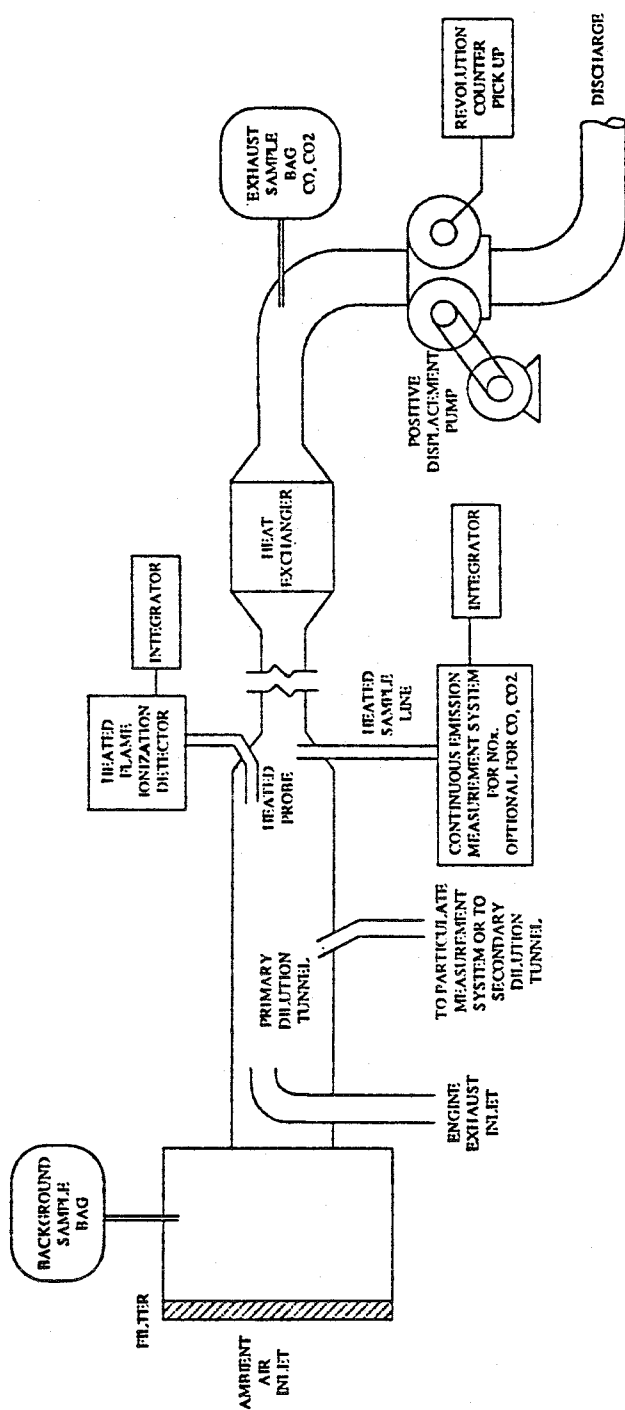 BACKGROUND
SAMPLE
BAG
FILTER
AMBIENT
AIR
INLET
ENGINE
EXHAUST
INLET
PRIMARY
DILUTION
TUNNEL
TO PARTICULATE
MEASUREMENT
SYSTEM OR TO
SECONDARY
DILUTION
TUNNEL
HEATED
FLAME
IONIZATION
DETECTOR
INTEGRATOR
HEATED
PROBE
HEATED
SAMPLE
LINE
CONTINUOUS EMISSION
MEASUREMENT SYSTEM
FOR NOx.
OPTIONAL FOR CO, CO2
INTEGRATOR
HEAT
EXCHANGER
EXHAUST
SAMPLE
BAG
CO, CO2
POSITIVE
DISPLACEMENT
PUMP
REVOLUTION
COUNTER
PICK UP
DISCHARGE